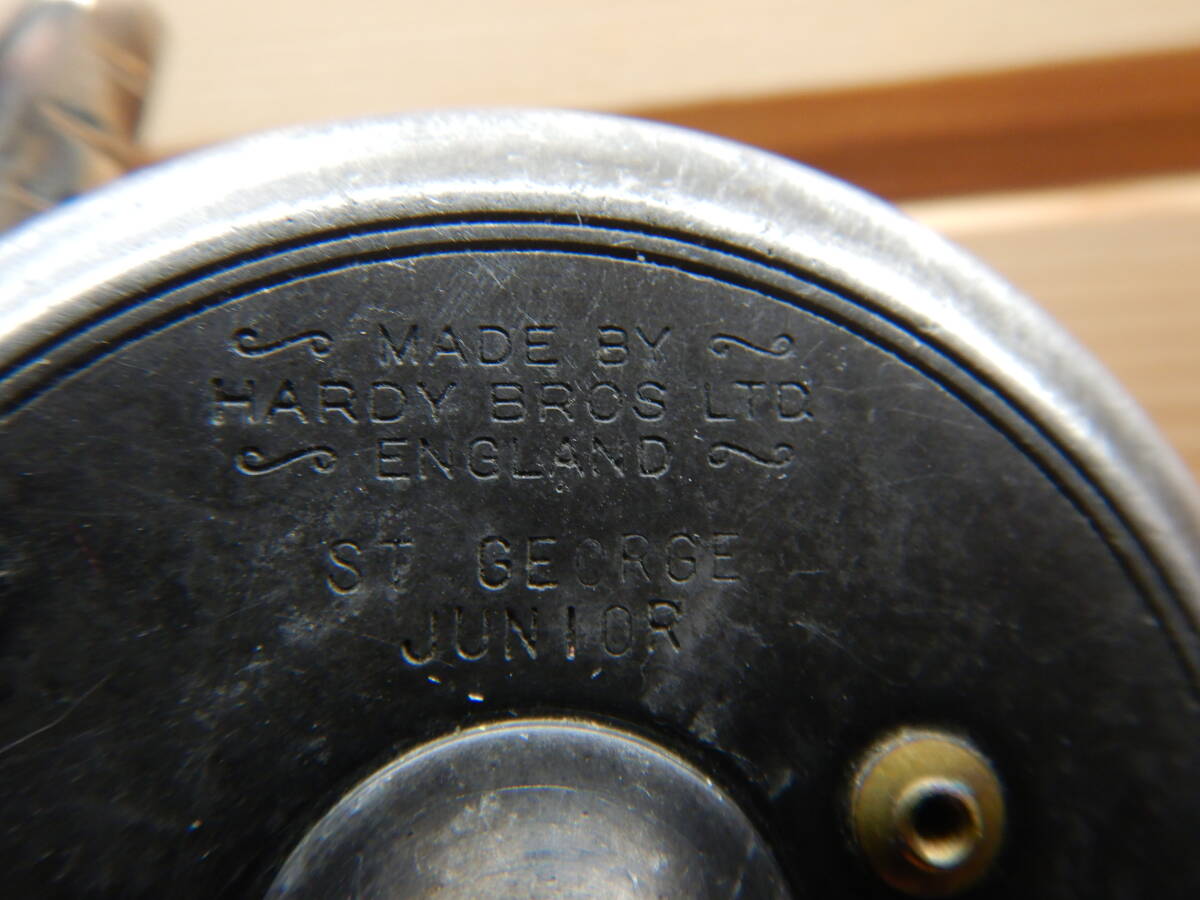 MADE BY
HARDY BROS LTD.
ENGLAND
ST GEORGE
JUNIOR